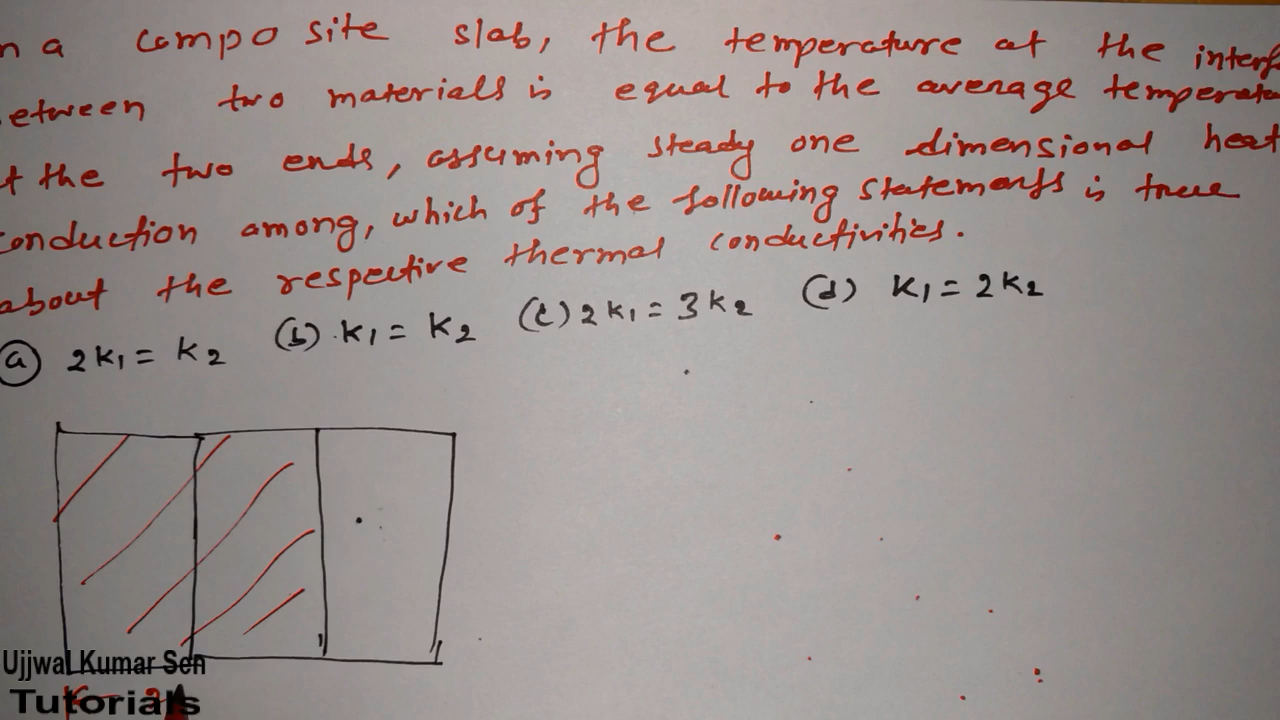 n a composite slab, the temperature at the interf
etween two materials is equal to the average temperatu
t the two ends, assuming steady one dimensional heat
conduction among, which of the following statements is true
about the respective thermal conductivities.
(a) 2K1 = K2 (b) K1 = K2 (c) 2K1 = 3K2 (d) K1 = 2K2
Ujjwal Kumar Sen
Tutorials